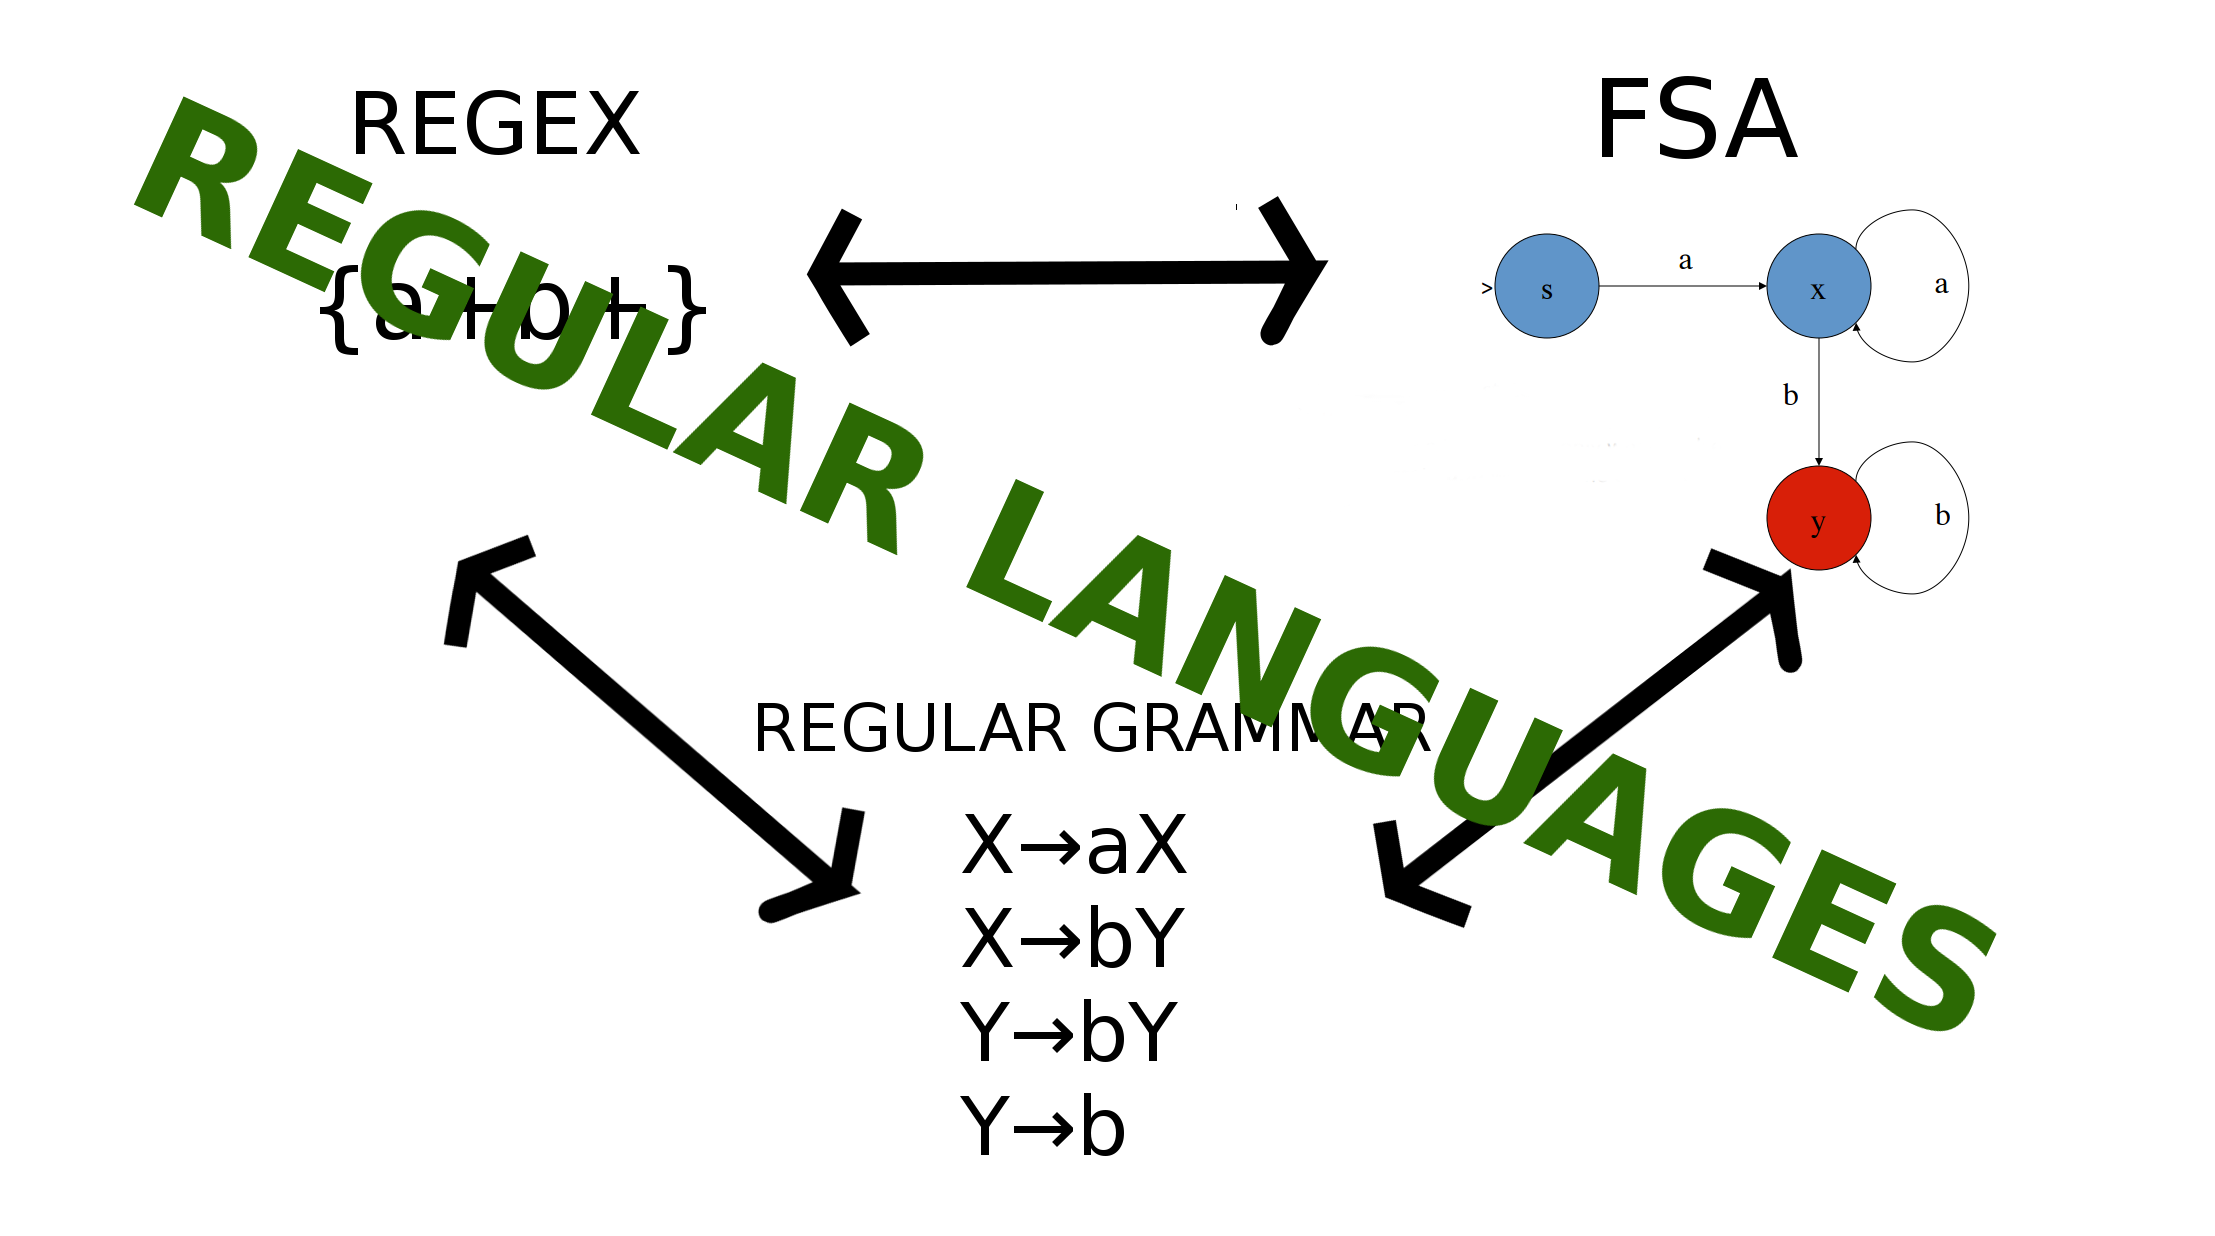 REGEX
FSA
REGULAR LANGUAGES
{a+b+}
> s
a
x
a
b
y
b
REGULAR GRAMMAR
X→aX
X→bY
Y→bY
Y→b